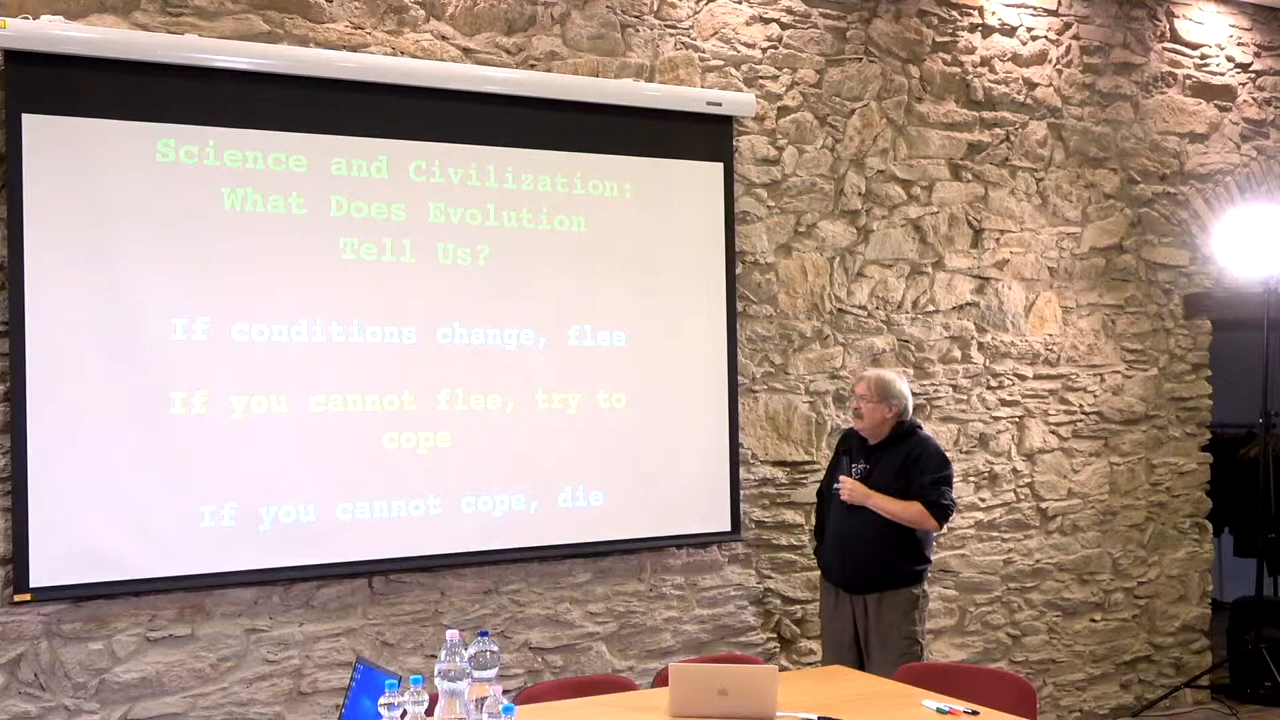 Science and Civilization:
What Does Evolution
Tell Us?
If conditions change, flee
If you cannot flee, try to
cope
If you cannot cope, die